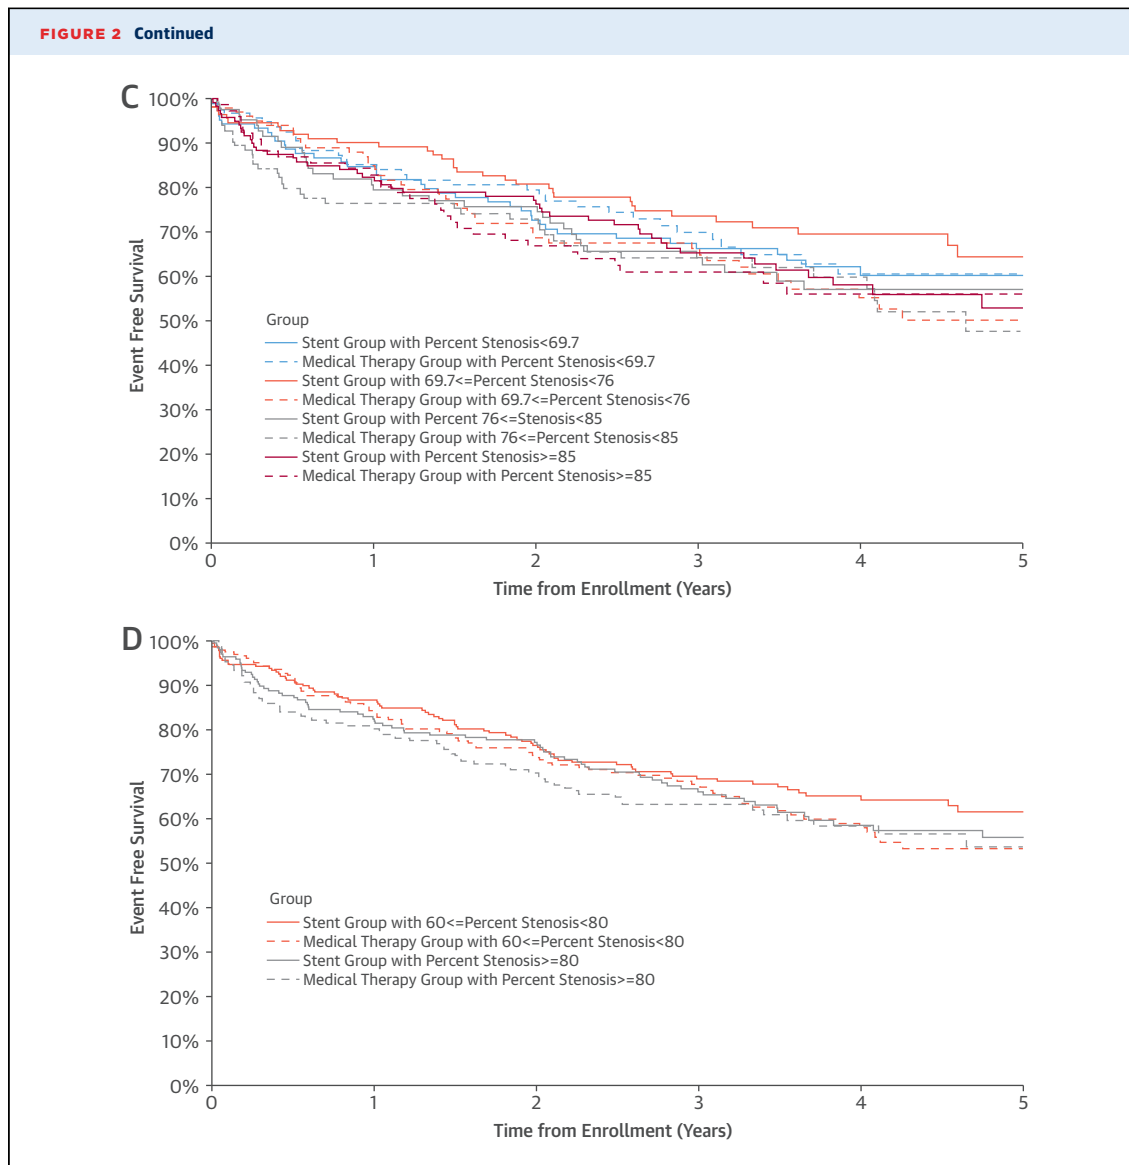 FIGURE 2 Continued
C
100%
90%
80%
70%
60%
50%
40%
30%
20%
10%
0%
Event Free Survival
Group
Stent Group with Percent Stenosis<69.7
Medical Therapy Group with Percent Stenosis<69.7
Stent Group with 69.7<=Percent Stenosis<76
Medical Therapy Group with 69.7<=Percent Stenosis<76
Stent Group with Percent 76<=Stenosis<85
Medical Therapy Group with 76<=Percent Stenosis<85
Stent Group with Percent Stenosis>=85
Medical Therapy Group with Percent Stenosis>=85
0 1 2 3 4 5
Time from Enrollment (Years)
D
100%
90%
80%
70%
60%
50%
40%
30%
20%
10%
0%
Event Free Survival
Group
Stent Group with 60<=Percent Stenosis<80
Medical Therapy Group with 60<=Percent Stenosis<80
Stent Group with Percent Stenosis>=80
Medical Therapy Group with Percent Stenosis>=80
0 1 2 3 4 5
Time from Enrollment (Years)